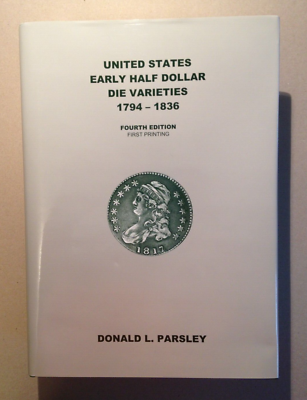 UNITED STATES
EARLY HALF DOLLAR
DIE VARIETIES
1794 – 1836
FOURTH EDITION
FIRST PRINTING
1817
DONALD L. PARSLEY